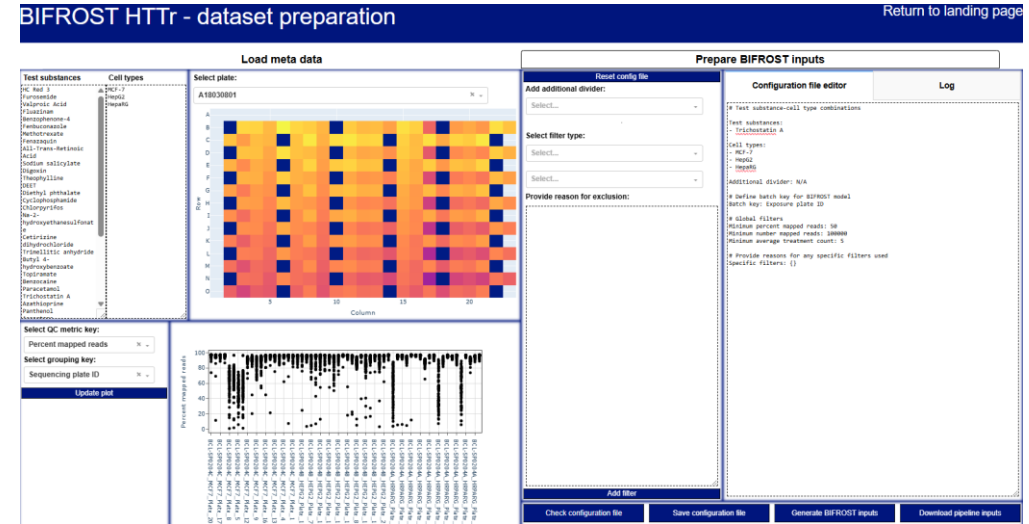 BIFROST HTTr - dataset preparation
Return to landing page
Load meta data
Prepare BIFROST inputs
Test substances
Cell types
HC Red 3
Furosemide
Valproic Acid
Fluazinam
Benzophenone-4
Fenbuconazole
Methotrexate
Fenazaquin
All-Trans-Retinoic
Acid
Sodium salicylate
Digoxin
Theophylline
DEET
Diethyl phthalate
Cyclophosphamide
Chlorpyrifos
Na-2-
hydroxyethanesulfonat
e
Cetirizine
dihydrochloride
Trimellitic anhydride
Butyl 4-
hydroxybenzoate
Topiramate
Benzocaine
Paracetamol
Trichostatin A
Azathioprine
Panthenol
MCF-7
HepG2
HepaRG
Select plate:
A18030801
A
B
C
D
E
F
G
H
I
J
K
L
M
N
O
Row
5
10
15
20
Column
Select QC metric key:
Percent mapped reads
Select grouping key:
Sequencing plate ID
Update plot
Percent mapped reads
100
80
60
40
20
0
Reset config file
Add additional divider:
Select...
Select filter type:
Select...
Select...
Provide reason for exclusion:
Add filter
Configuration file editor
Log
# Test substance-cell type combinations
Test substances:
- Trichostatin A
Cell types:
- MCF-7
- HepG2
- HepaRG
Additional divider: N/A
# Define batch key for BIFROST model
Batch key: Exposure plate ID
# Global filters
Minimum percent mapped reads: 50
Minimum number mapped reads: 100000
Minimum average treatment count: 5
# Provide reasons for any specific filters used
Specific filters: {}
Check configuration file
Save configuration file
Generate BIFROST inputs
Download pipeline inputs